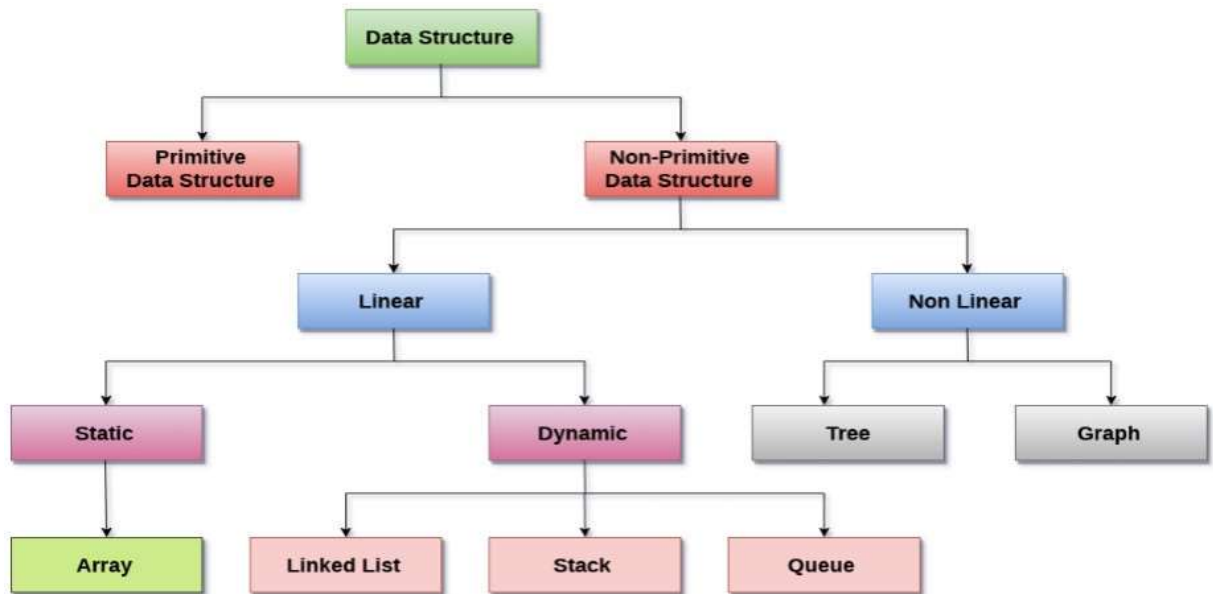 Data Structure
Primitive
Data Structure
Non-Primitive
Data Structure
Linear
Non Linear
Static
Dynamic
Tree
Graph
Array
Linked List
Stack
Queue